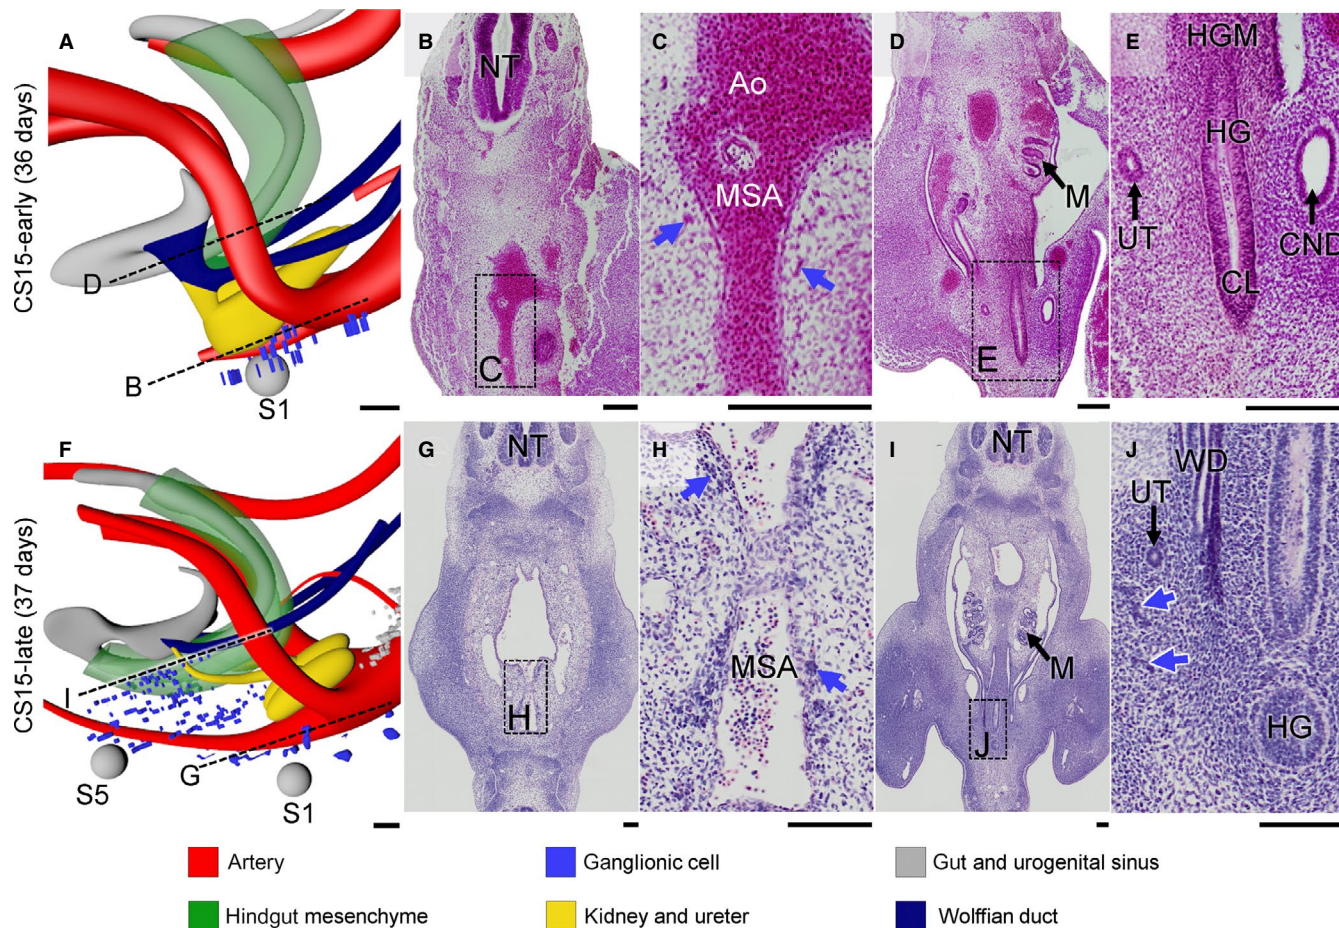 CS15-early (36 days)
A
D
B
S1
B
NT
C
C
Ao
MSA
D
M
E
E
HGM
HG
UT
CND
CL
CS15-late (37 days)
F
I
G
S5
S1
G
NT
H
H
MSA
I
NT
M
J
J
WD
UT
HG
Artery
Ganglionic cell
Gut and urogenital sinus
Hindgut mesenchyme
Kidney and ureter
Wolffian duct